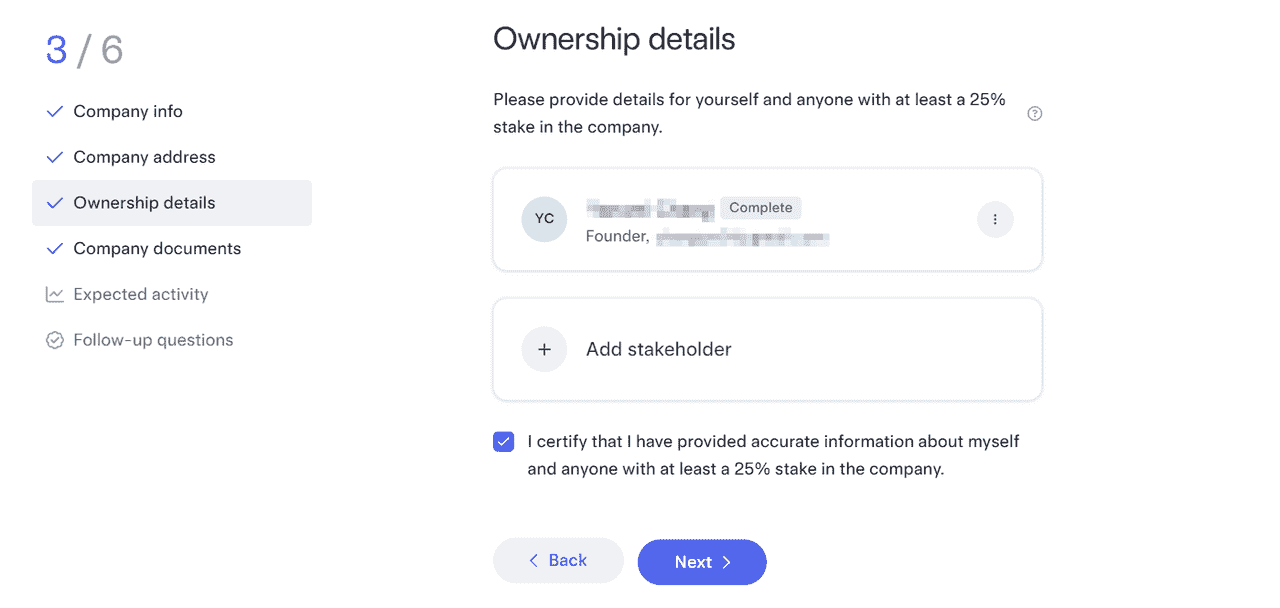 3 / 6
Company info
Company address
Ownership details
Company documents
Expected activity
Follow-up questions
Ownership details
Please provide details for yourself and anyone with at least a 25%
stake in the company.
?
YC
Complete
Founder,
Add stakeholder
I certify that I have provided accurate information about myself
and anyone with at least a 25% stake in the company.
Back
Next